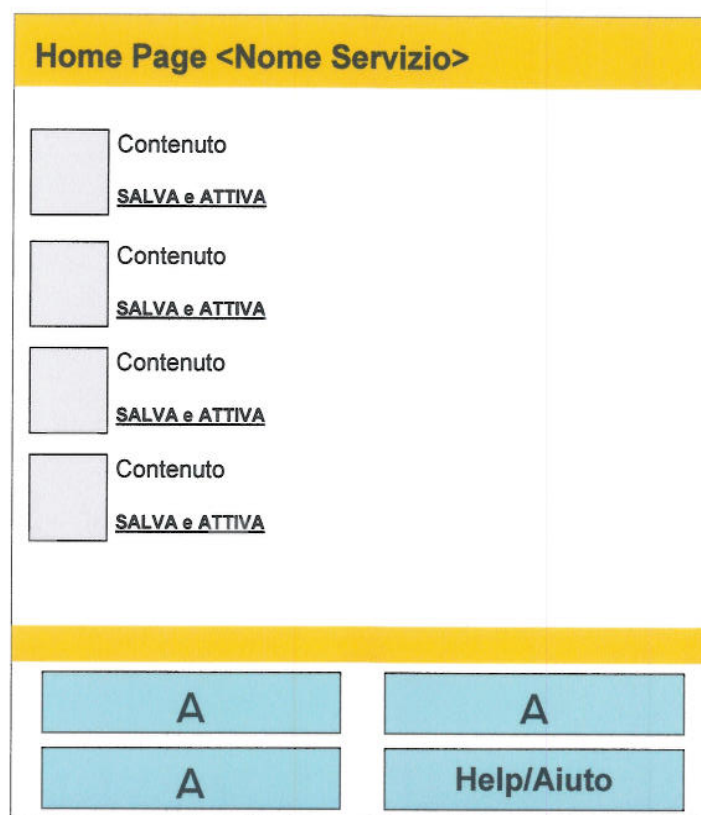 Home Page <Nome Servizio>
Contenuto
SALVA e ATTIVA
Contenuto
SALVA e ATTIVA
Contenuto
SALVA e ATTIVA
Contenuto
SALVA e ATTIVA
A A
A Help/Aiuto